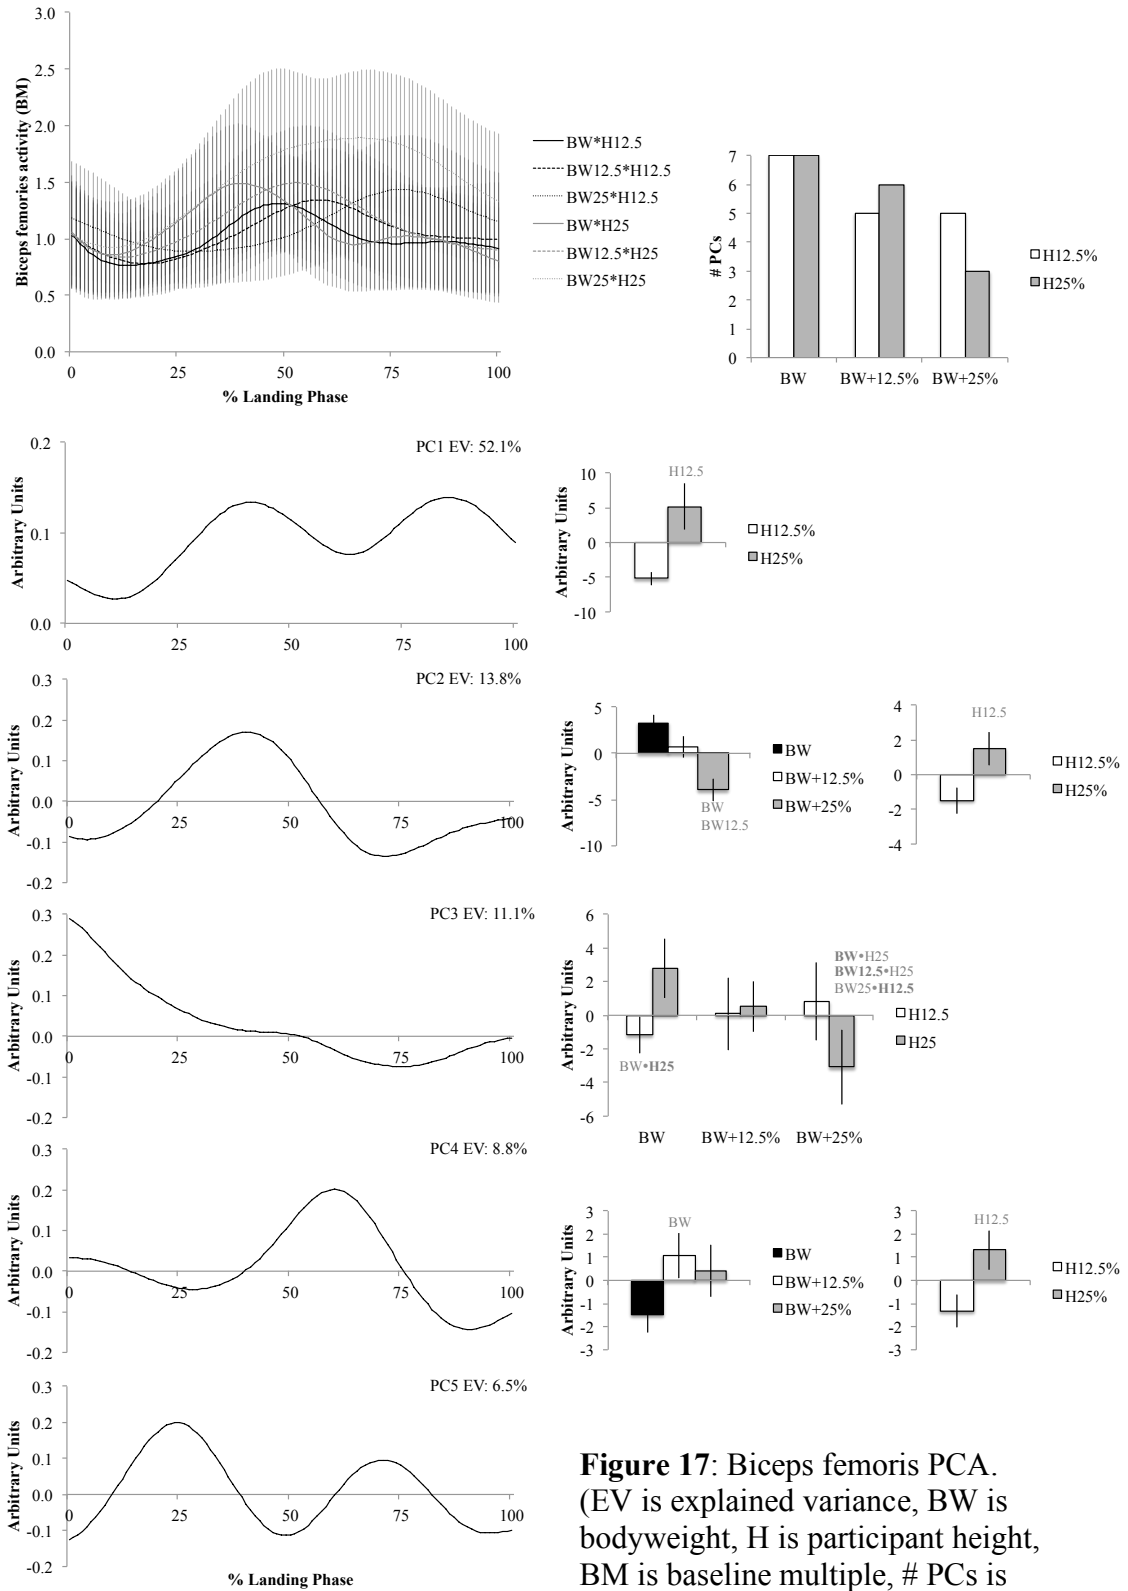 3.0
2.5
2.0
1.5
1.0
0.5
0.0
Biceps femories activity (BM)
0 25 50 75 100
% Landing Phase
BW*H12.5
BW12.5*H12.5
BW25*H12.5
BW*H25
BW12.5*H25
BW25*H25
7
6
5
4
3
2
1
0
# PCs
BW BW+12.5% BW+25%
H12.5%
H25%
PC1 EV: 52.1%
0.2
0.1
0.0
Arbitrary Units
0 25 50 75 100
10
5
0
-5
-10
Arbitrary Units
H12.5
H12.5%
H25%
PC2 EV: 13.8%
0.3
0.2
0.1
0.0
-0.1
-0.2
Arbitrary Units
0 25 50 75 100
5
0
-5
-10
Arbitrary Units
BW
BW12.5
BW
BW+12.5%
BW+25%
4
2
0
-2
-4
H12.5
H12.5%
H25%
PC3 EV: 11.1%
0.3
0.2
0.1
0.0
-0.1
-0.2
Arbitrary Units
0 25 50 75 100
6
4
2
0
-2
-4
-6
Arbitrary Units
BW•H25
BW•H25
BW12.5•H25
BW25•H12.5
BW BW+12.5% BW+25%
H12.5
H25
PC4 EV: 8.8%
0.3
0.2
0.1
0.0
-0.1
-0.2
Arbitrary Units
0 25 50 75 100
3
2
1
0
-1
-2
-3
Arbitrary Units
BW
BW
BW+12.5%
BW+25%
3
2
1
0
-1
-2
-3
H12.5
H12.5%
H25%
PC5 EV: 6.5%
0.3
0.2
0.1
0.0
-0.1
-0.2
Arbitrary Units
0 25 50 75 100
% Landing Phase
Figure 17: Biceps femoris PCA.
(EV is explained variance, BW is
bodyweight, H is participant height,
BM is baseline multiple, # PCs is